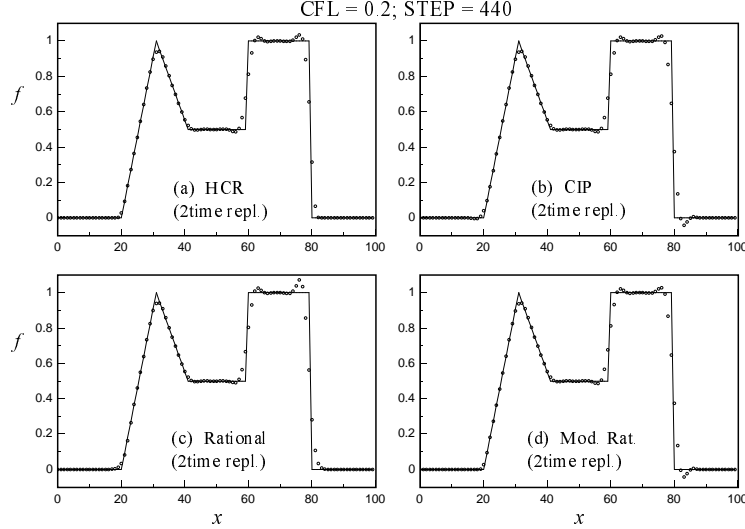 CFL = 0.2; STEP = 440
f
1
0.8
0.6
0.4
0.2
0
(a) HCR
(2time repl.)
0 20 40 60 80 100
1
0.8
0.6
0.4
0.2
0
(b) CIP
(2time repl.)
0 20 40 60 80 100
f
1
0.8
0.6
0.4
0.2
0
(c) Rational
(2time repl.)
0 20 40 60 80 100
x
1
0.8
0.6
0.4
0.2
0
(d) Mod. Rat.
(2time repl.)
0 20 40 60 80 100
x